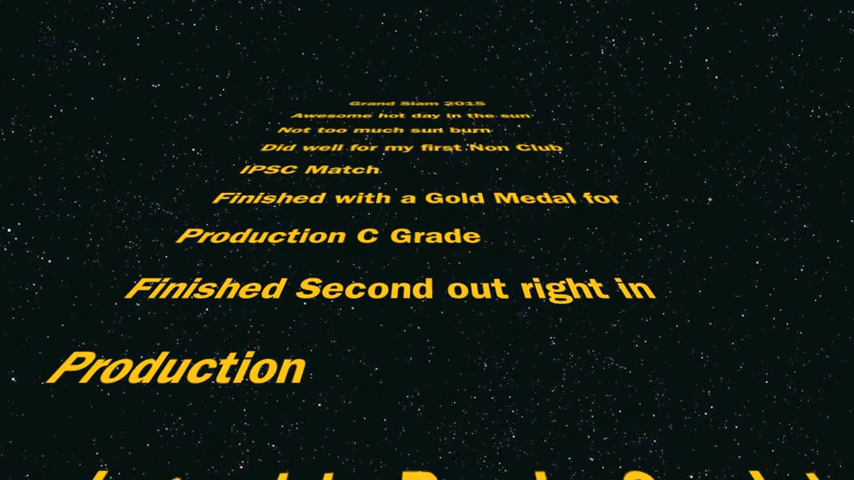 Grand Slam 2015
Awesome hot day in the sun
Not too much sun burn
Did well for my first Non Club
IPSC Match
Finished with a Gold Medal for
Production C Grade
Finished Second out right in
Production